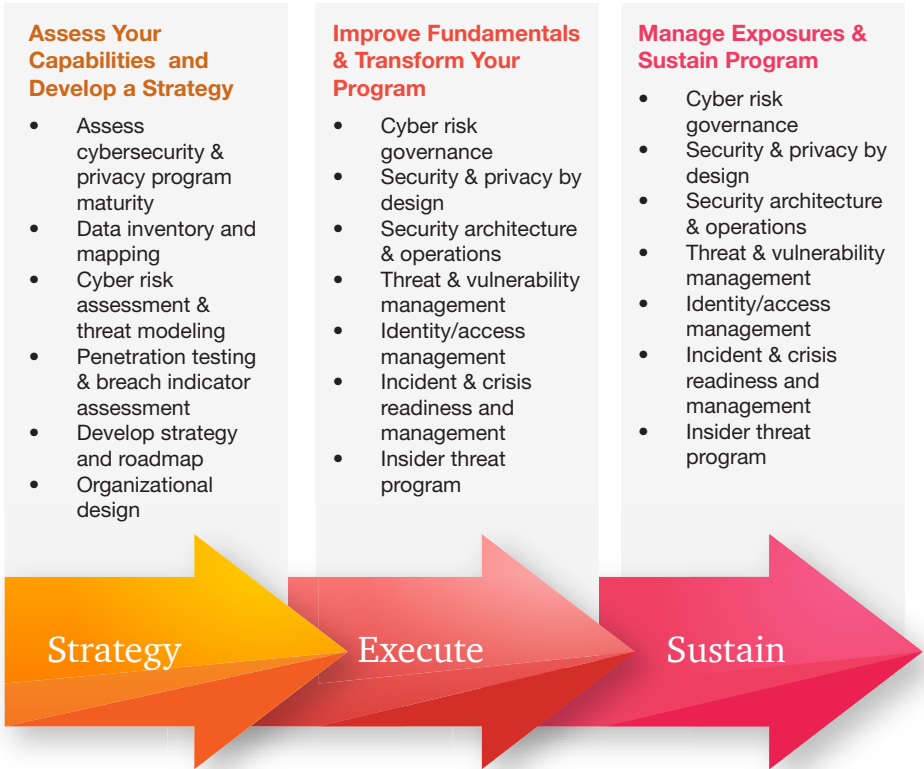 Assess Your
Capabilities and
Develop a Strategy
• Assess
cybersecurity &
privacy program
maturity
• Data inventory and
mapping
• Cyber risk
assessment &
threat modeling
• Penetration testing
& breach indicator
assessment
• Develop strategy
and roadmap
• Organizational
design
Improve Fundamentals
& Transform Your
Program
• Cyber risk
governance
• Security & privacy by
design
• Security architecture
& operations
• Threat & vulnerability
management
• Identity/access
management
• Incident & crisis
readiness and
management
• Insider threat
program
Manage Exposures &
Sustain Program
• Cyber risk
governance
• Security & privacy by
design
• Security architecture
& operations
• Threat & vulnerability
management
• Identity/access
management
• Incident & crisis
readiness and
management
• Insider threat
program
Strategy
Execute
Sustain